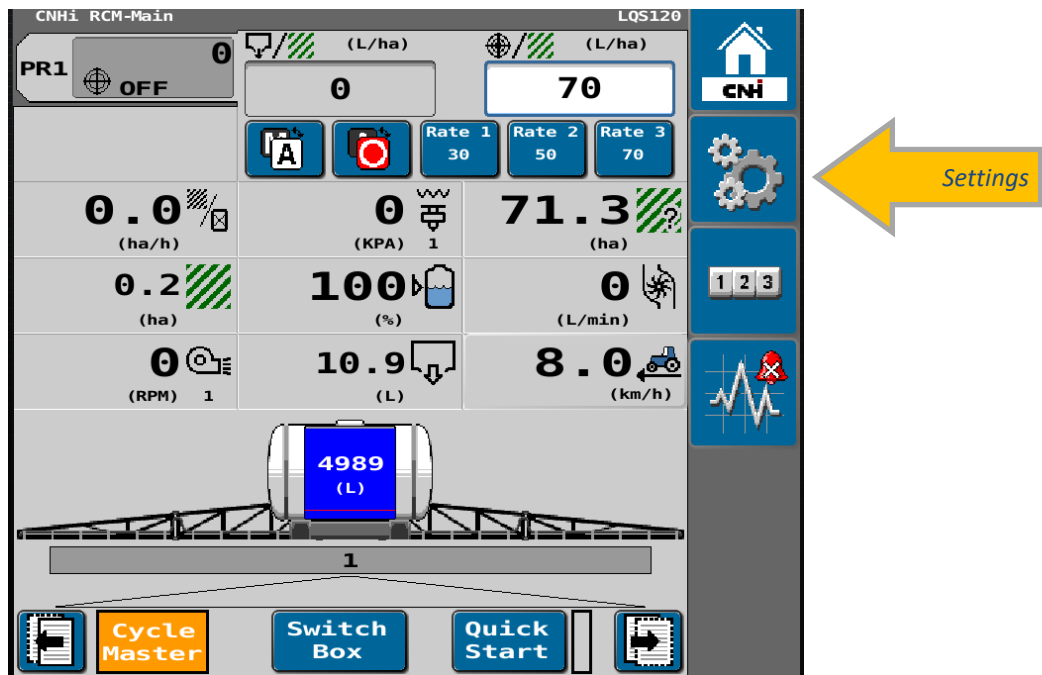 CNHi RCM-Main LQS120
PR1 0
OFF
(L/ha)
0
(L/ha)
70
CNHi
A
Rate 1
30
Rate 2
50
Rate 3
70
0.0
(ha/h)
0
(KPA) 1
71.3 ?
(ha)
Settings
0.2
(ha)
100
(%)
0
(L/min)
1 2 3
0
(RPM) 1
10.9
(L)
8.0
(km/h)
4989
(L)
1
Cycle
Master
Switch
Box
Quick
Start